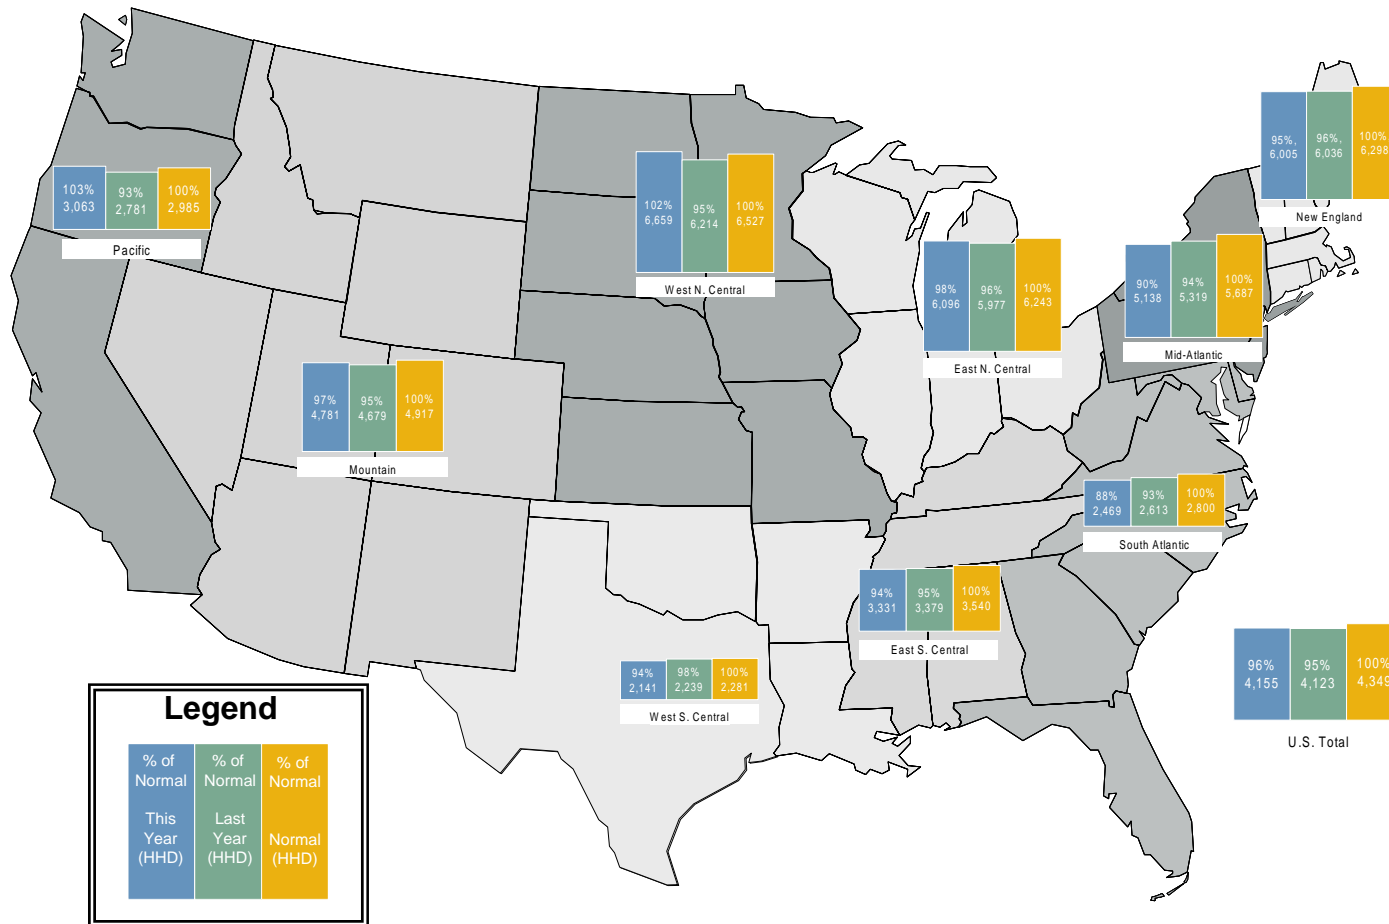 95%,
6,005
96%,
6,036
100%
6,298
New England
103%
3,063
93%
2,781
100%
2,985
Pacific
102%
6,659
95%
6,214
100%
6,527
West N. Central
98%
6,096
96%
5,977
100%
6,243
East N. Central
90%
5,138
94%
5,319
100%
5,687
Mid-Atlantic
97%
4,781
95%
4,679
100%
4,917
Mountain
88%
2,469
93%
2,613
100%
2,800
South Atlantic
94%
3,331
95%
3,379
100%
3,540
East S. Central
94%
2,141
98%
2,239
100%
2,281
West S. Central
96%
4,155
95%
4,123
100%
4,349
U.S. Total
Legend
% of
Normal
This
Year
(HHD)
% of
Normal
Last
Year
(HHD)
% of
Normal
Normal
(HHD)